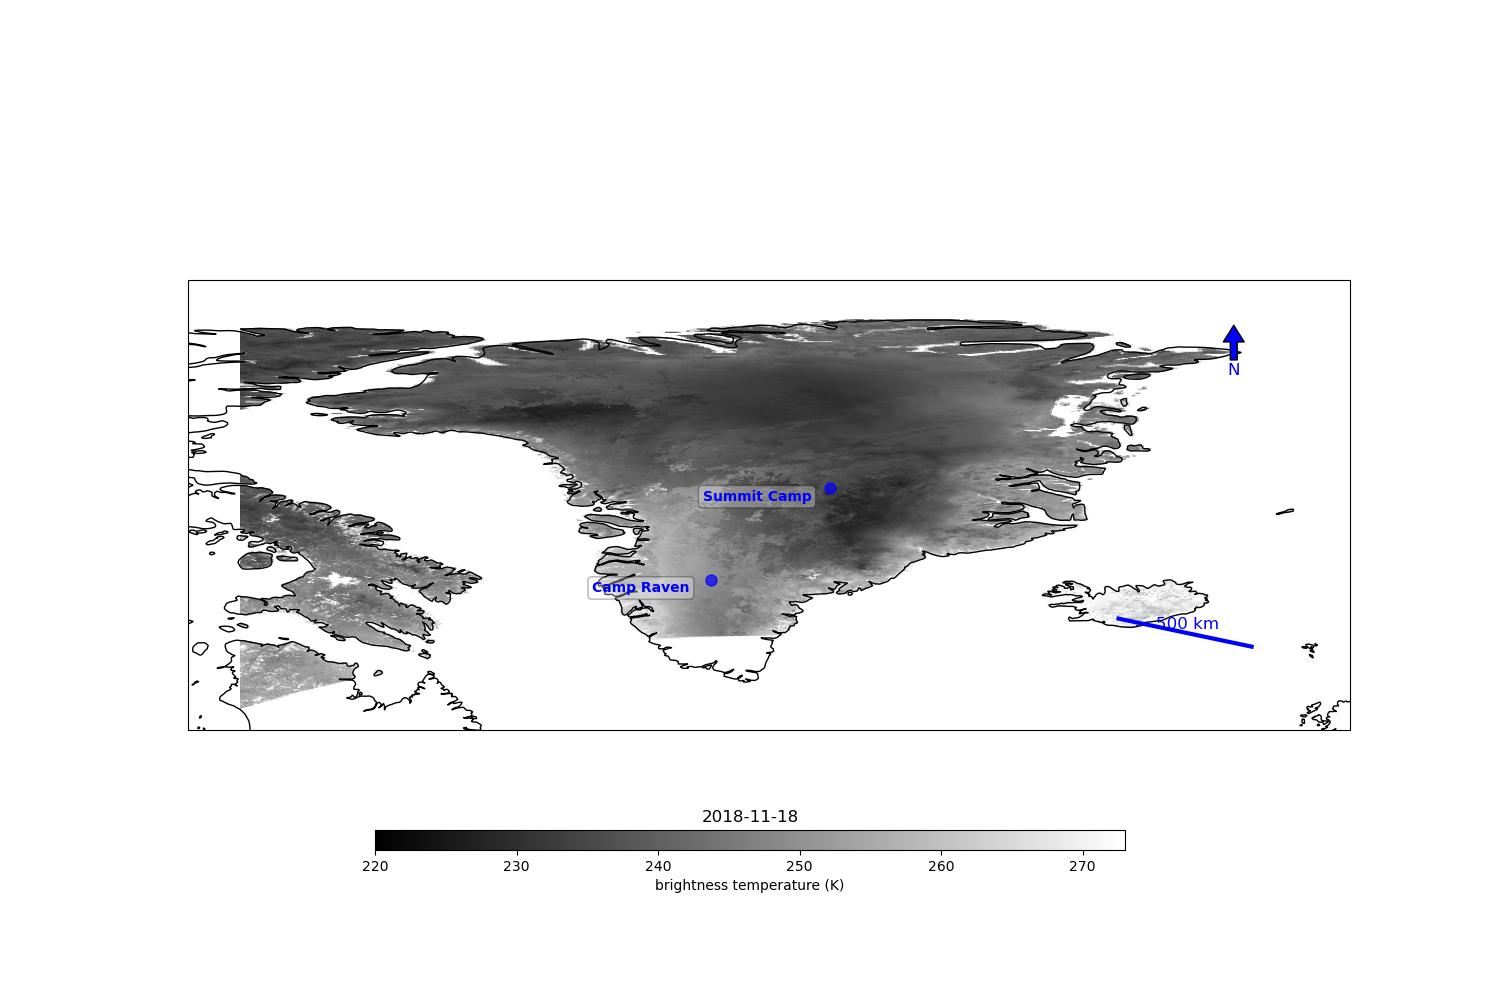 N
Summit Camp
Camp Raven
500 km
2018-11-18
220 230 240 250 260 270
brightness temperature (K)